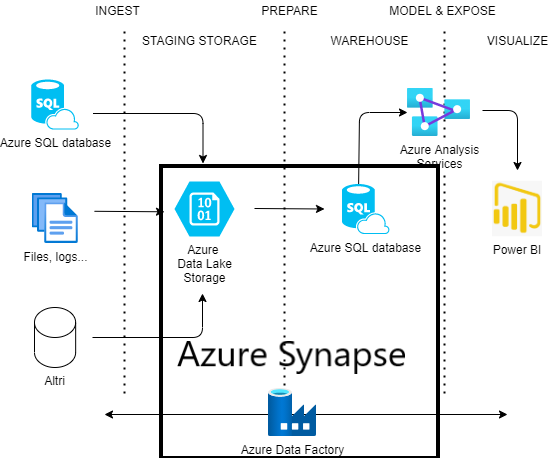 INGEST
PREPARE
MODEL & EXPOSE
STAGING STORAGE
WAREHOUSE
VISUALIZE
SQL
Azure SQL database
Azure Analysis
Services
10
01
SQL
Files, logs...
Azure
Data Lake
Storage
Azure SQL database
Power BI
Altri
Azure Synapse
Azure Data Factory